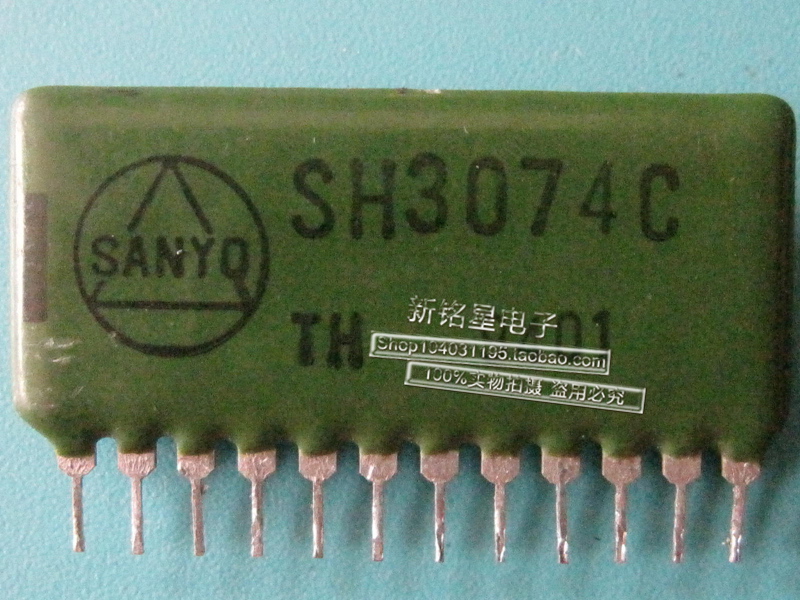 SANYO
SH3074C
TH
新铭星电子
Shop104031195.taobao.com
100%实物拍摄 盗用必究